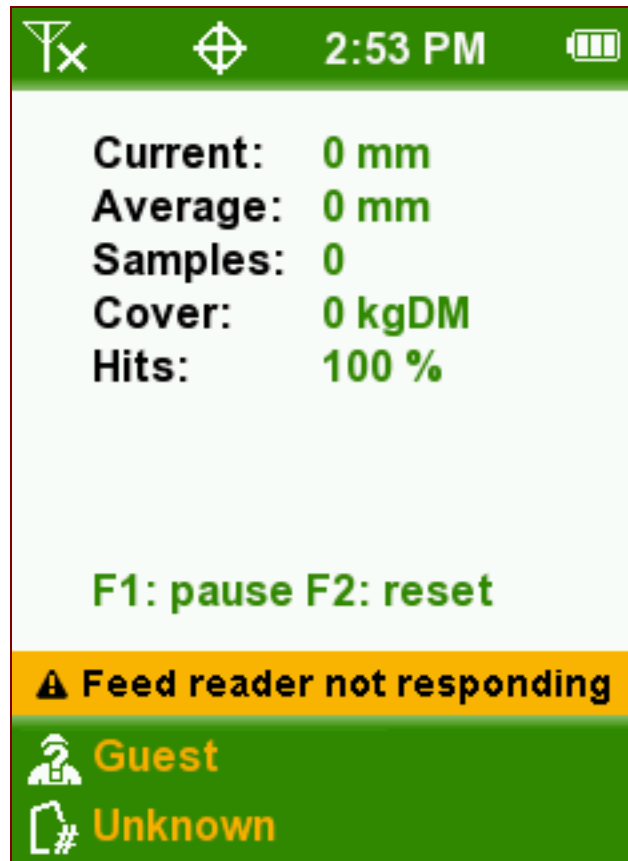 2:53 PM
Current: 0 mm
Average: 0 mm
Samples: 0
Cover: 0 kgDM
Hits: 100 %
F1: pause F2: reset
Feed reader not responding
Guest
Unknown